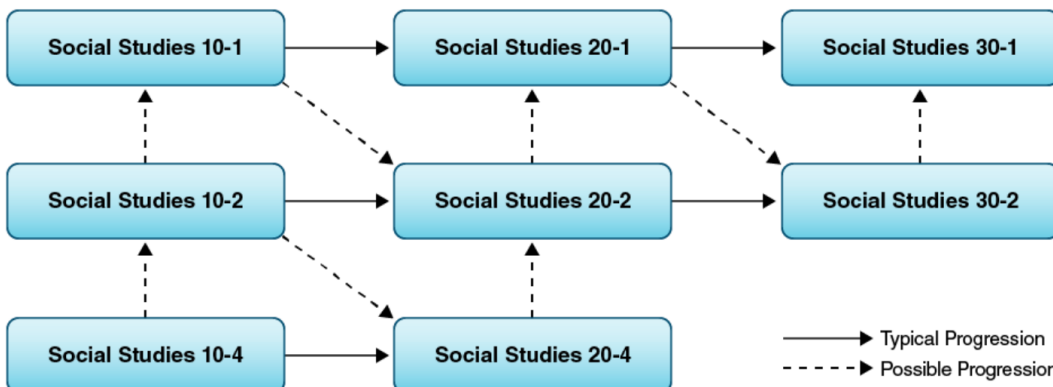 Social Studies 10-1
Social Studies 20-1
Social Studies 30-1
Social Studies 10-2
Social Studies 20-2
Social Studies 30-2
Social Studies 10-4
Social Studies 20-4
Typical Progression
Possible Progression